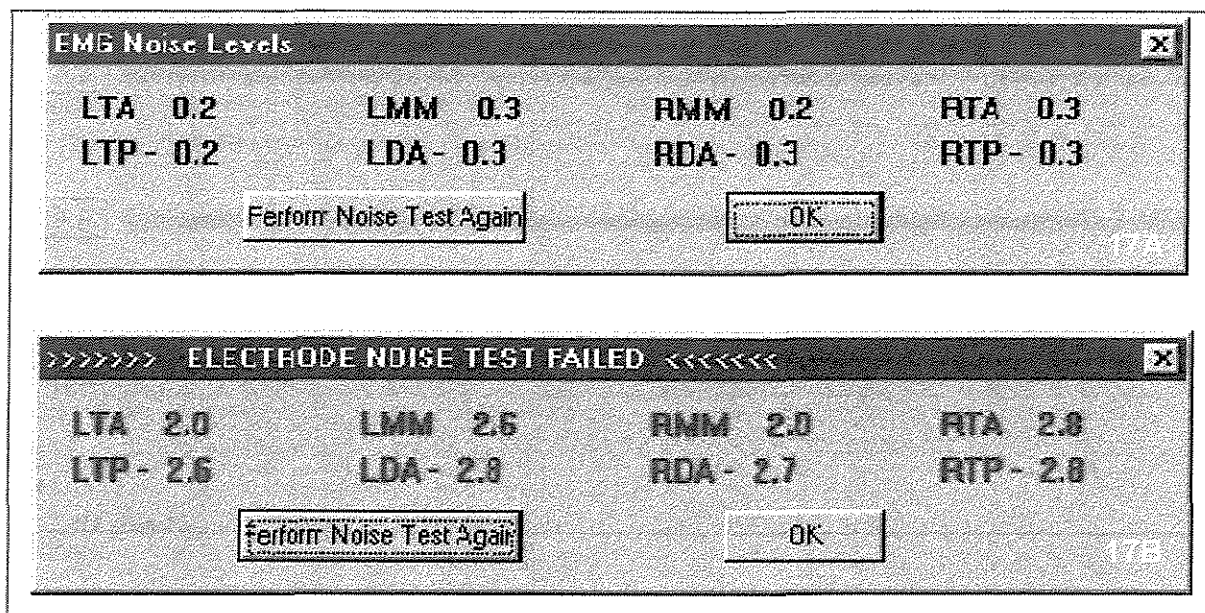 EMG Noise Levels
LTA 0.2 LMM 0.3 RMM 0.2 RTA 0.3
LTP - 0.2 LDA - 0.3 RDA - 0.3 RTP - 0.3
Perform Noise Test Again OK
17A
>>>>>>> ELECTRODE NOISE TEST FAILED <<<<<<<
LTA 2.0 LMM 2.6 RMM 2.0 RTA
LTP - 2.6 LDA - 2.8 RDA - 2.7 RTP - 2.8
Perform Noise Test Again OK
17B